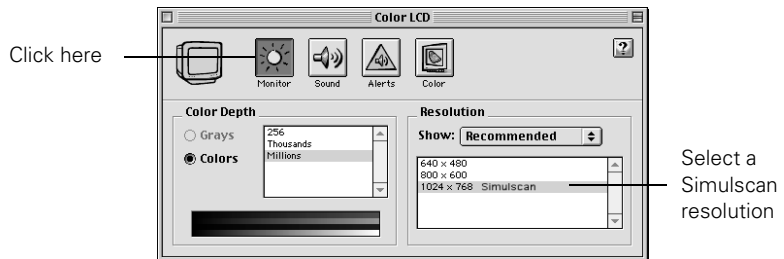 Color LCD
Click here
?
Monitor Sound Alerts Color
Color Depth
Grays
Colors
256
Thousands
Millions
Resolution
Show: Recommended
640 × 480
800 × 600
1024 × 768 Simulscan
Select a
Simulscan
resolution